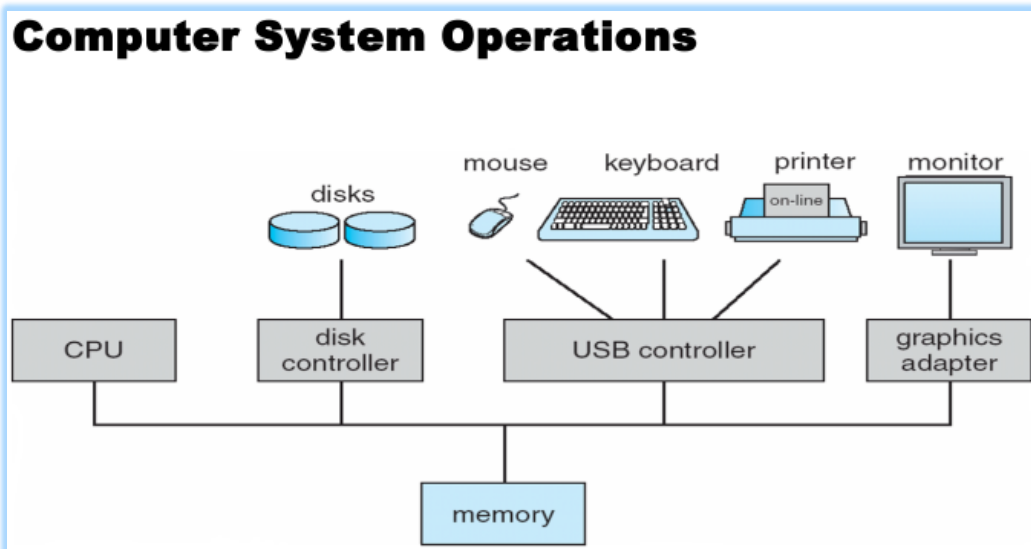 Computer System Operations
mouse keyboard printer monitor
disks
on-line
CPU
disk
controller
USB controller
graphics
adapter
memory